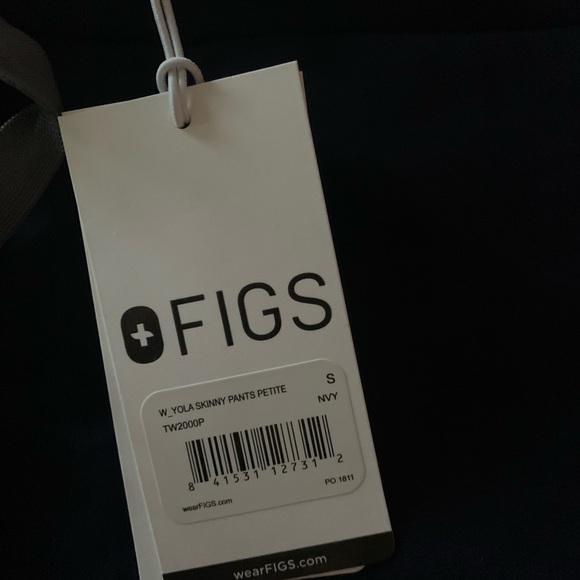 FIGS
W_YOLA SKINNY PANTS PETITE S
TW2000P NVY
8 41531 12731 2
wearFIGS.com PO 1811
wearFIGS.com